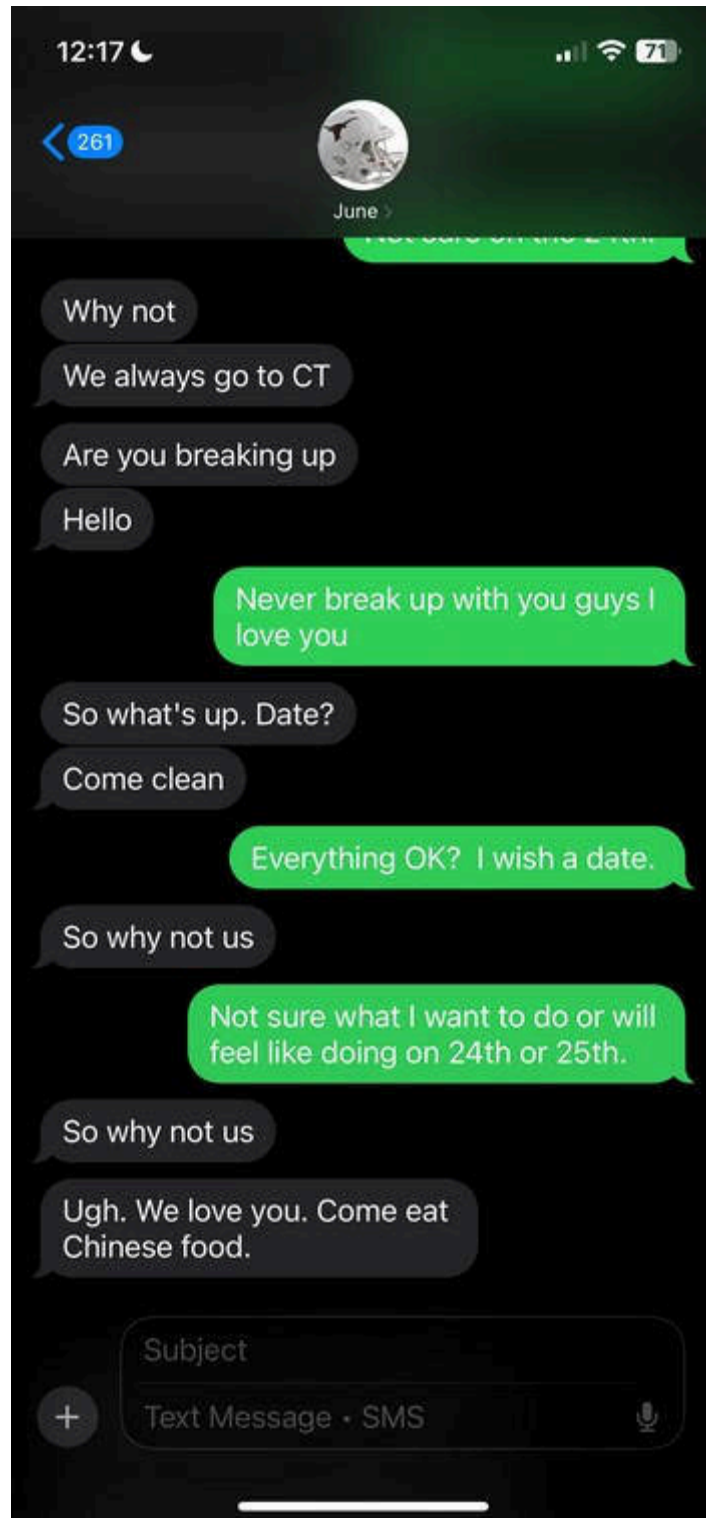 12:17
71
261
June
Why not
We always go to CT
Are you breaking up
Hello
Never break up with you guys I
love you
So what's up. Date?
Come clean
Everything OK?  I wish a date.
So why not us
Not sure what I want to do or will
feel like doing on 24th or 25th.
So why not us
Ugh. We love you. Come eat
Chinese food.
Subject
Text Message • SMS